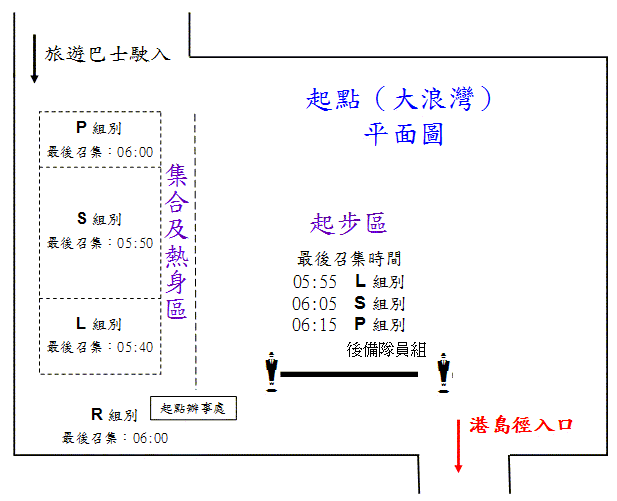 旅遊巴士駛入
起點（大浪灣）
平面圖
P 組別
最後召集：06:00
S 組別
最後召集：05:50
L 組別
最後召集：05:40
集合及熱身區
起步區
最後召集時間
05:55 L 組別
06:05 S 組別
06:15 P 組別
後備隊員組
R 組別
最後召集：06:00
起點辦事處
港島徑入口